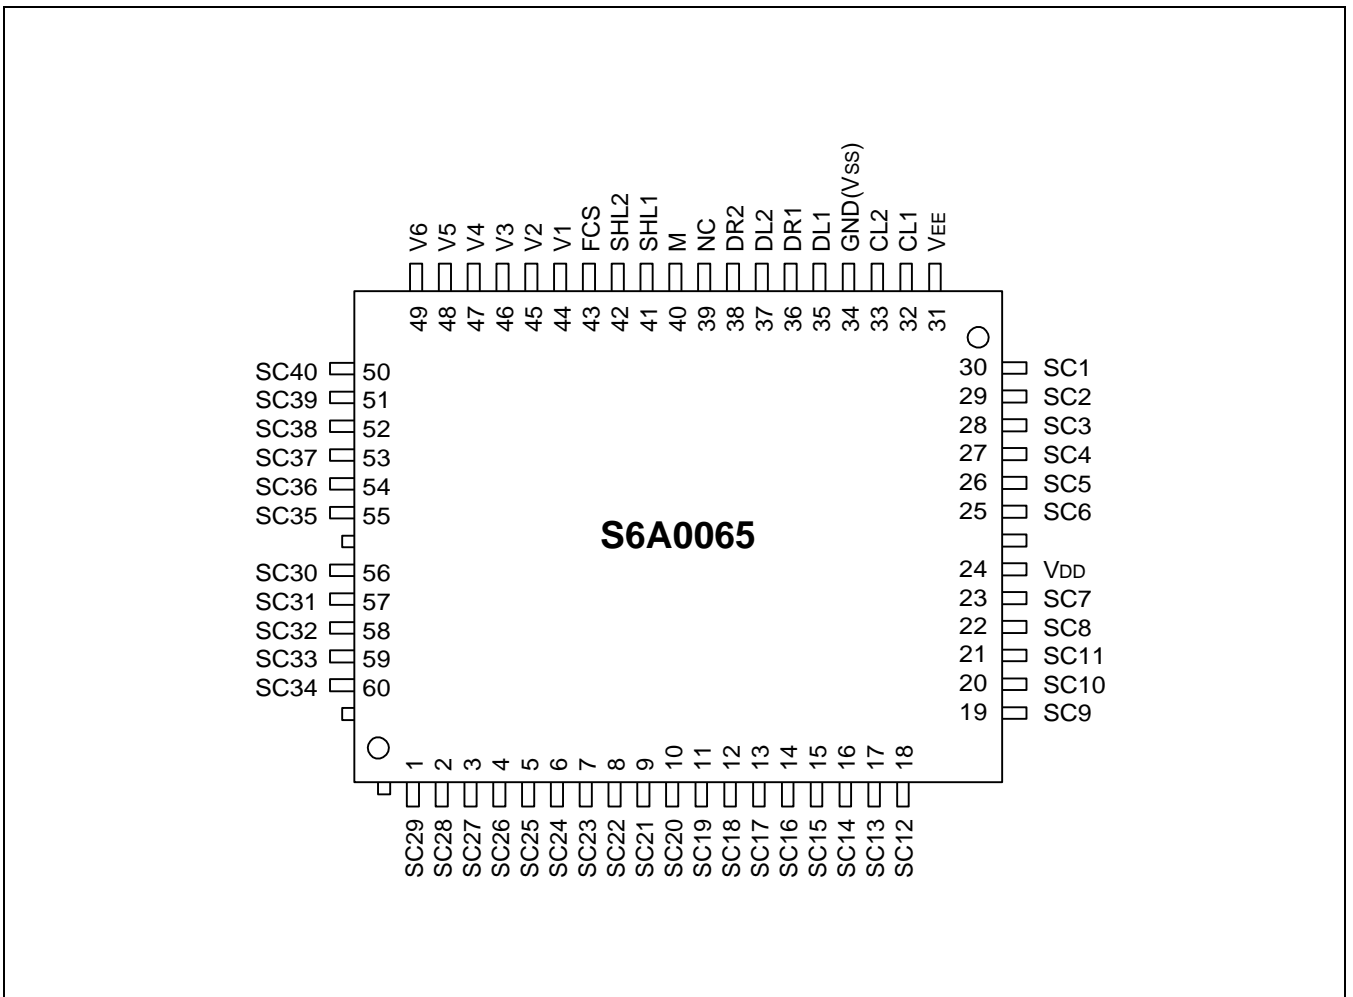 V6 V5 V4 V3 V2 V1 FCS SHL2 SHL1 M NC DR2 DL2 DR1 DL1 GND(VSS) CL2 CL1 VEE
49 48 47 46 45 44 43 42 41 40 39 38 37 36 35 34 33 32 31
SC40 50 30 SC1
SC39 51 29 SC2
SC38 52 28 SC3
SC37 53 27 SC4
SC36 54 26 SC5
SC35 55 25 SC6
S6A0065
SC30 56 24 VDD
SC31 57 23 SC7
SC32 58 22 SC8
SC33 59 21 SC11
SC34 60 20 SC10
19 SC9
1 2 3 4 5 6 7 8 9 10 11 12 13 14 15 16 17 18
SC29 SC28 SC27 SC26 SC25 SC24 SC23 SC22 SC21 SC20 SC19 SC18 SC17 SC16 SC15 SC14 SC13 SC12